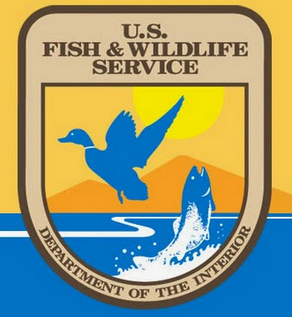 U.S.
FISH & WILDLIFE
SERVICE
DEPARTMENT OF THE INTERIOR